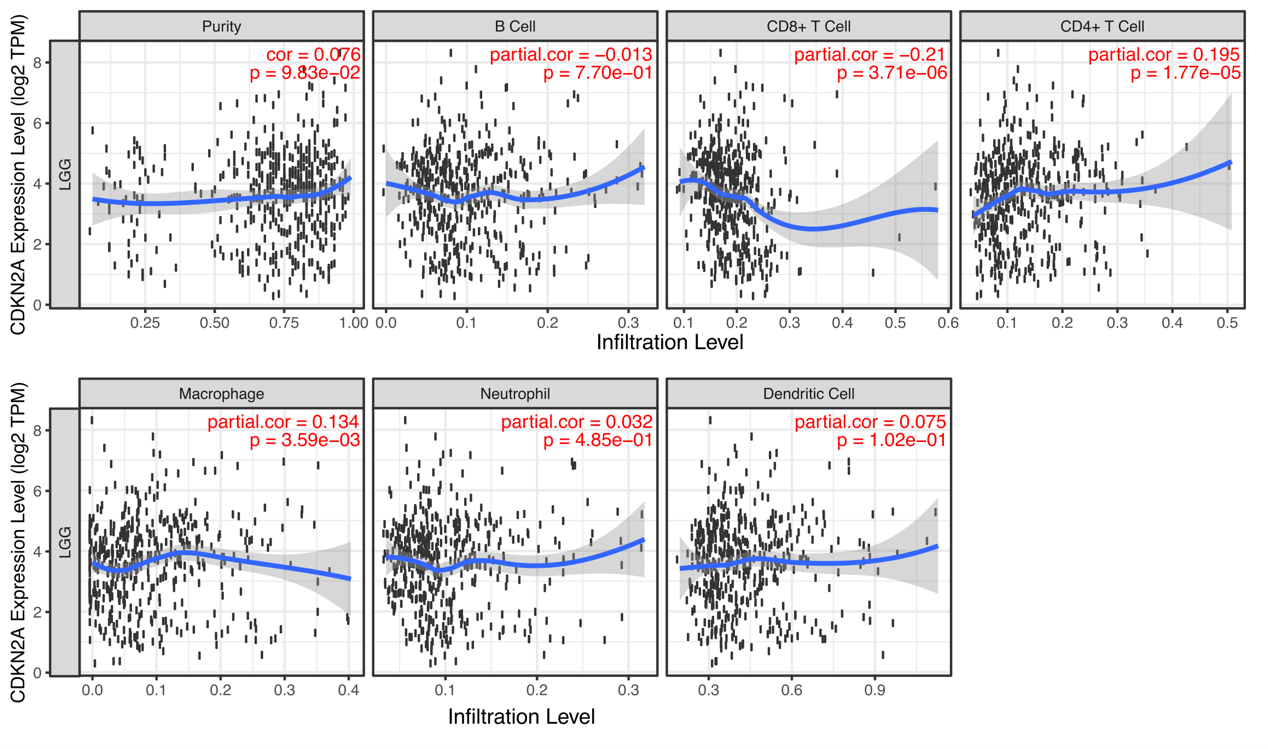 Purity
B Cell
CD8+ T Cell
CD4+ T Cell
CDKN2A Expression Level (log2 TPM)
LGG
cor = 0.076
p = 9.83e−02
partial.cor = −0.013
p = 7.70e−01
partial.cor = −0.21
p = 3.71e−06
partial.cor = 0.195
p = 1.77e−05
8
6
4
2
0
0.25 0.50 0.75 1.00
0.0 0.1 0.2 0.3
0.1 0.2 0.3 0.4 0.5 0.6
0.1 0.2 0.3 0.4 0.5
Infiltration Level
Macrophage
Neutrophil
Dendritic Cell
CDKN2A Expression Level (log2 TPM)
LGG
partial.cor = 0.134
p = 3.59e−03
partial.cor = 0.032
p = 4.85e−01
partial.cor = 0.075
p = 1.02e−01
8
6
4
2
0
0.0 0.1 0.2 0.3 0.4
0.1 0.2 0.3
0.3 0.6 0.9
Infiltration Level